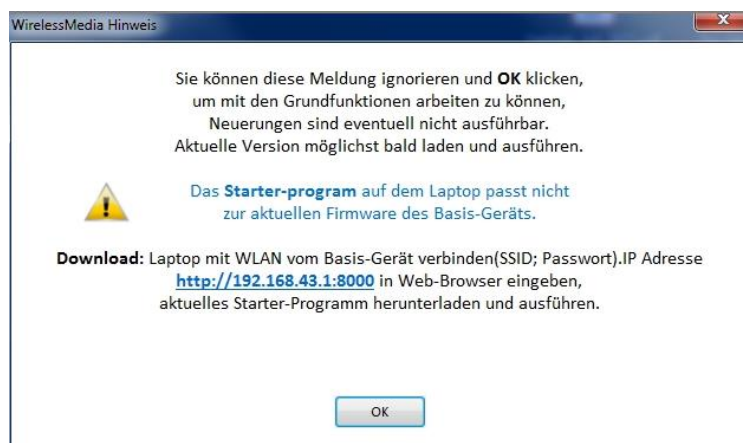 WirelessMedia Hinweis
Sie können diese Meldung ignorieren und OK klicken,
um mit den Grundfunktionen arbeiten zu können,
Neuerungen sind eventuell nicht ausführbar.
Aktuelle Version möglichst bald laden und ausführen.
Das Starter-program auf dem Laptop passt nicht
zur aktuellen Firmware des Basis-Geräts.
Download: Laptop mit WLAN vom Basis-Gerät verbinden(SSID; Passwort).IP Adresse
http://192.168.43.1:8000 in Web-Browser eingeben,
aktuelles Starter-Programm herunterladen und ausführen.
OK